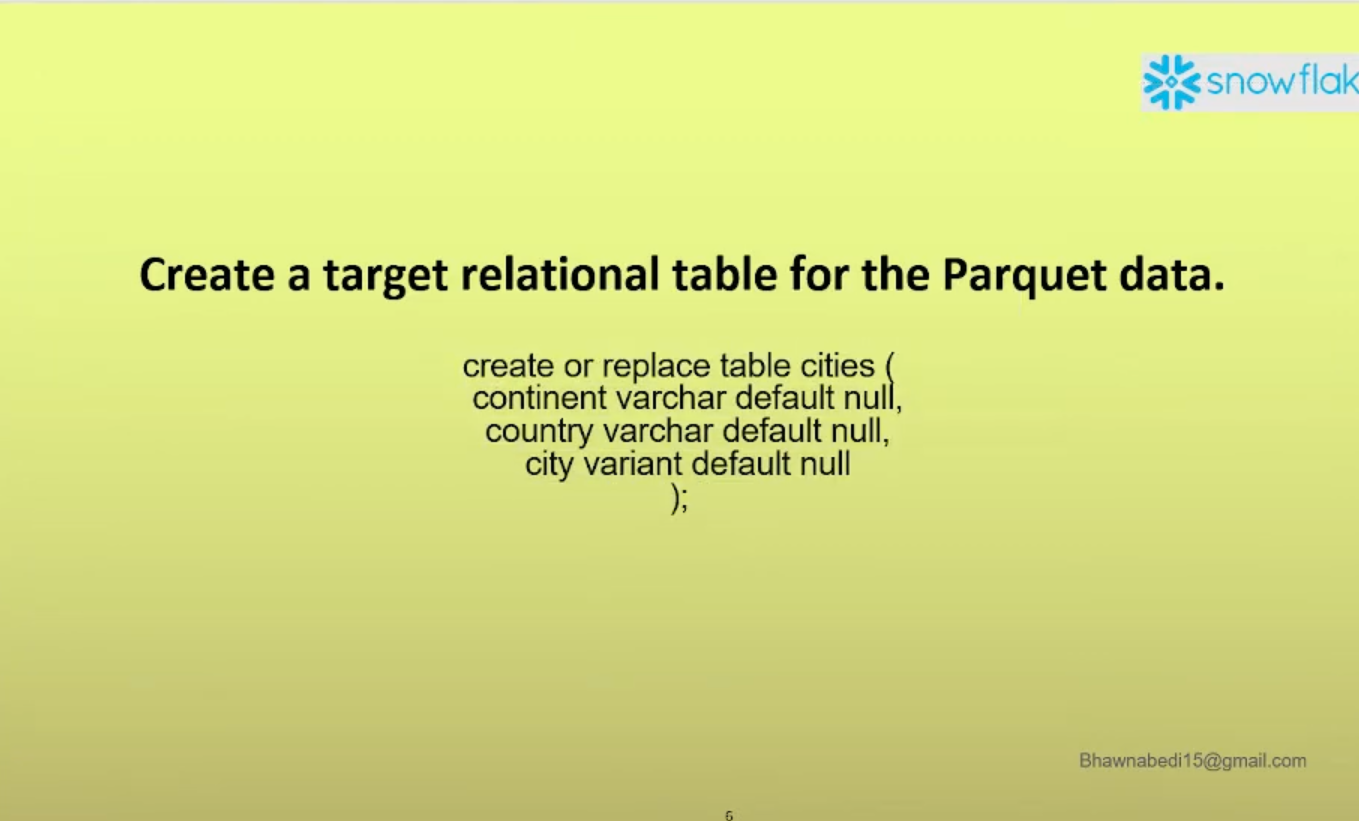 snowflak
Create a target relational table for the Parquet data.
create or replace table cities (
continent varchar default null,
country varchar default null,
city variant default null
);
Bhawnabedi15@gmail.com